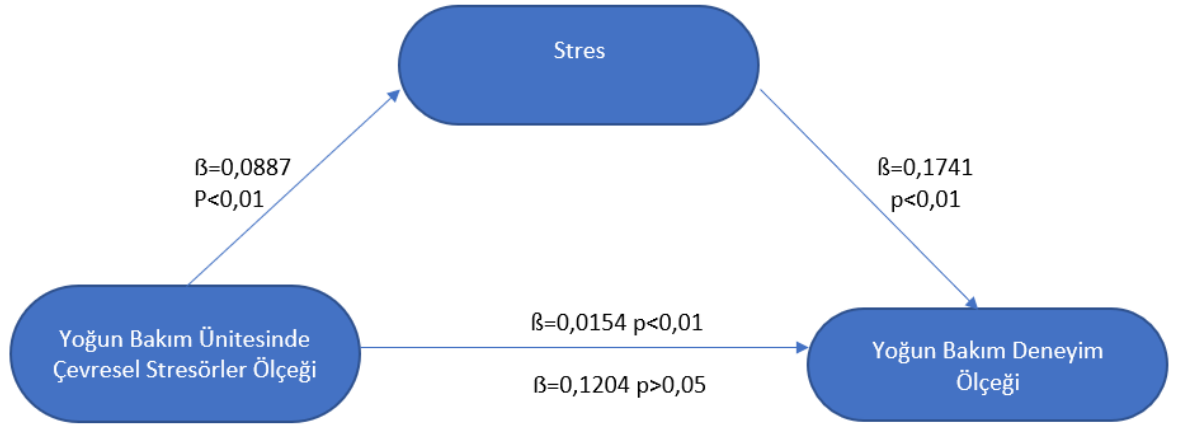 Stres
ß=0,0887
P<0,01
ß=0,1741
p<0,01
Yoğun Bakım Ünitesinde
Çevresel Stresörler Ölçeği
ß=0,0154 p<0,01
ß=0,1204 p>0,05
Yoğun Bakım Deneyim
Ölçeği